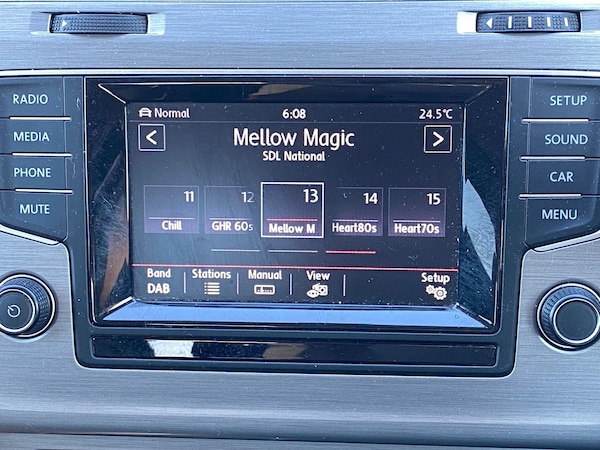 RADIO
MEDIA
PHONE
MUTE
Normal 6:08 24.5°C
< Mellow Magic >
SDL National
11 12 13 14 15
Chill GHR 60s Mellow M Heart80s Heart70s
Band Stations Manual View Setup
DAB
SETUP
SOUND
CAR
MENU